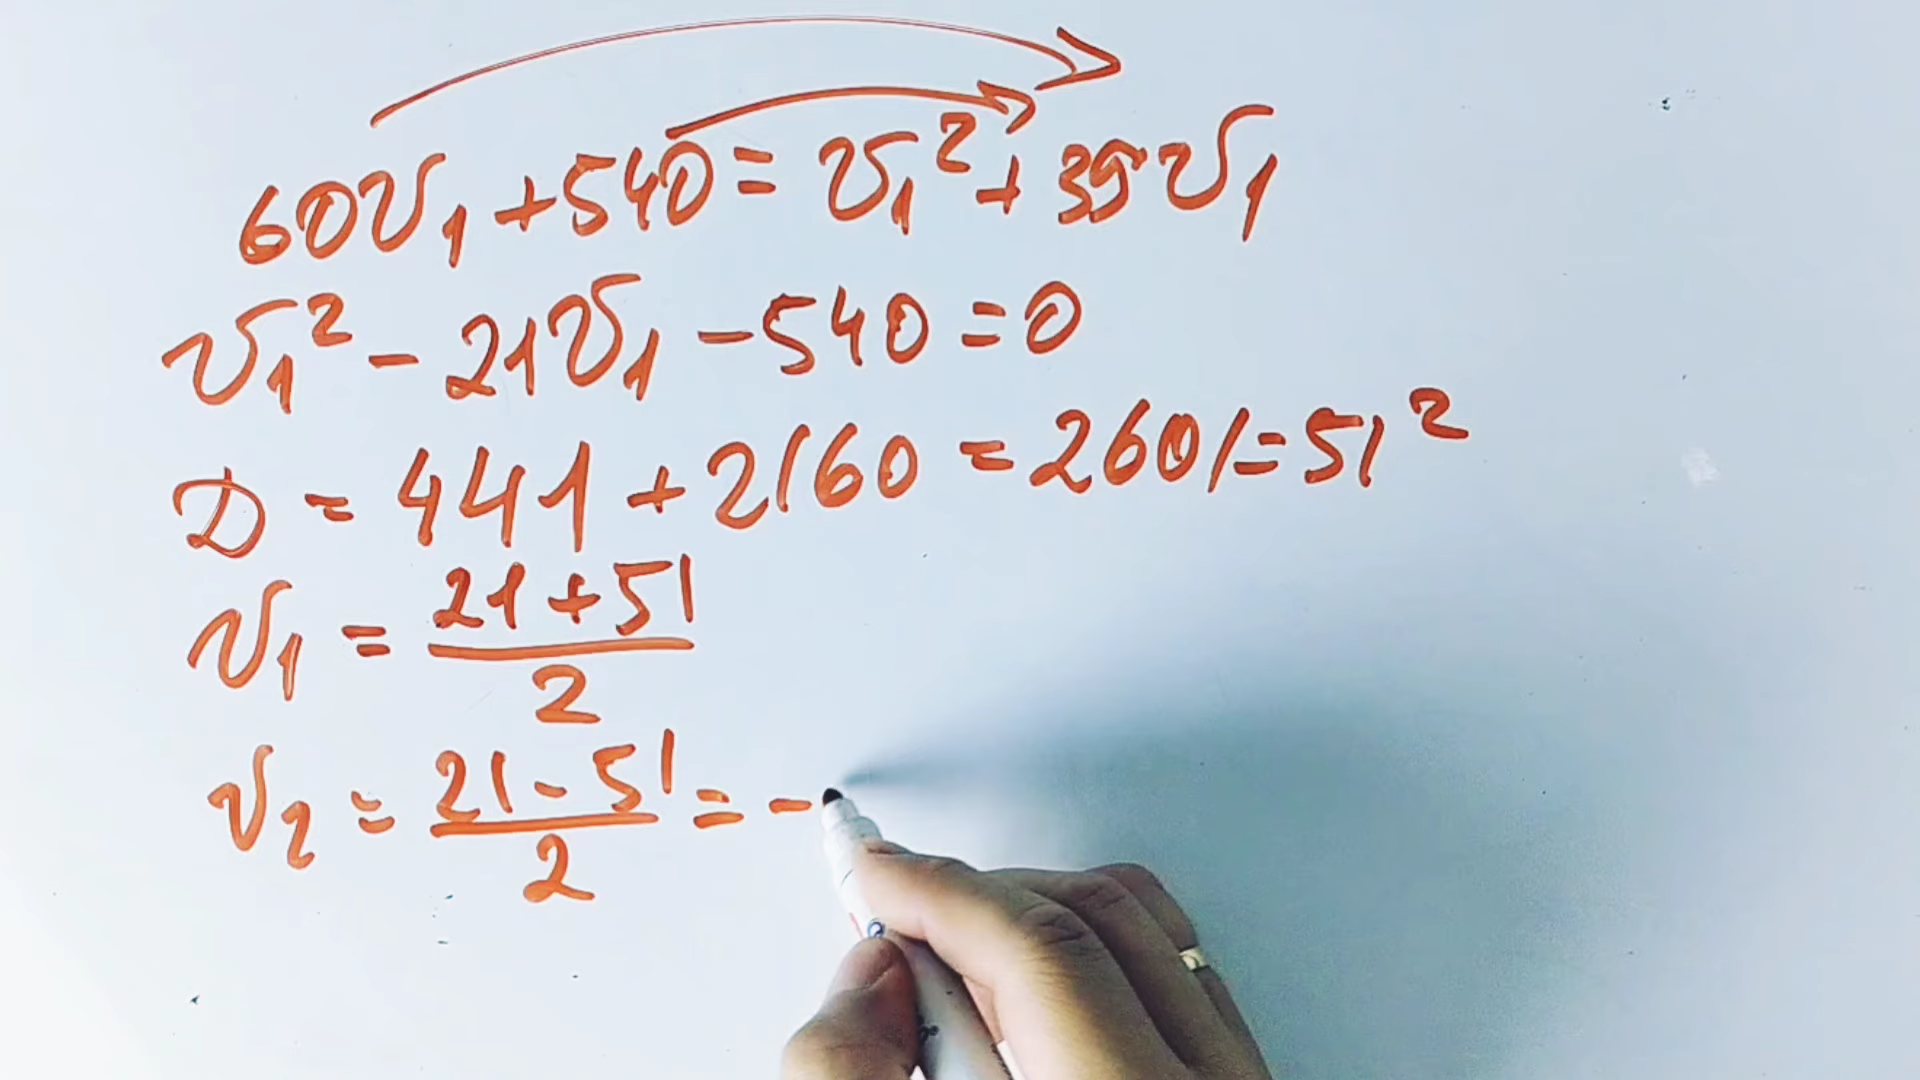 60v₁ + 540 = v₁² + 39v₁
v₁² - 21v₁ - 540 = 0
D = 441 + 2160 = 2601 = 51²
v₁ = (21 + 51)/2
v₂ = (21 - 51)/2 = -